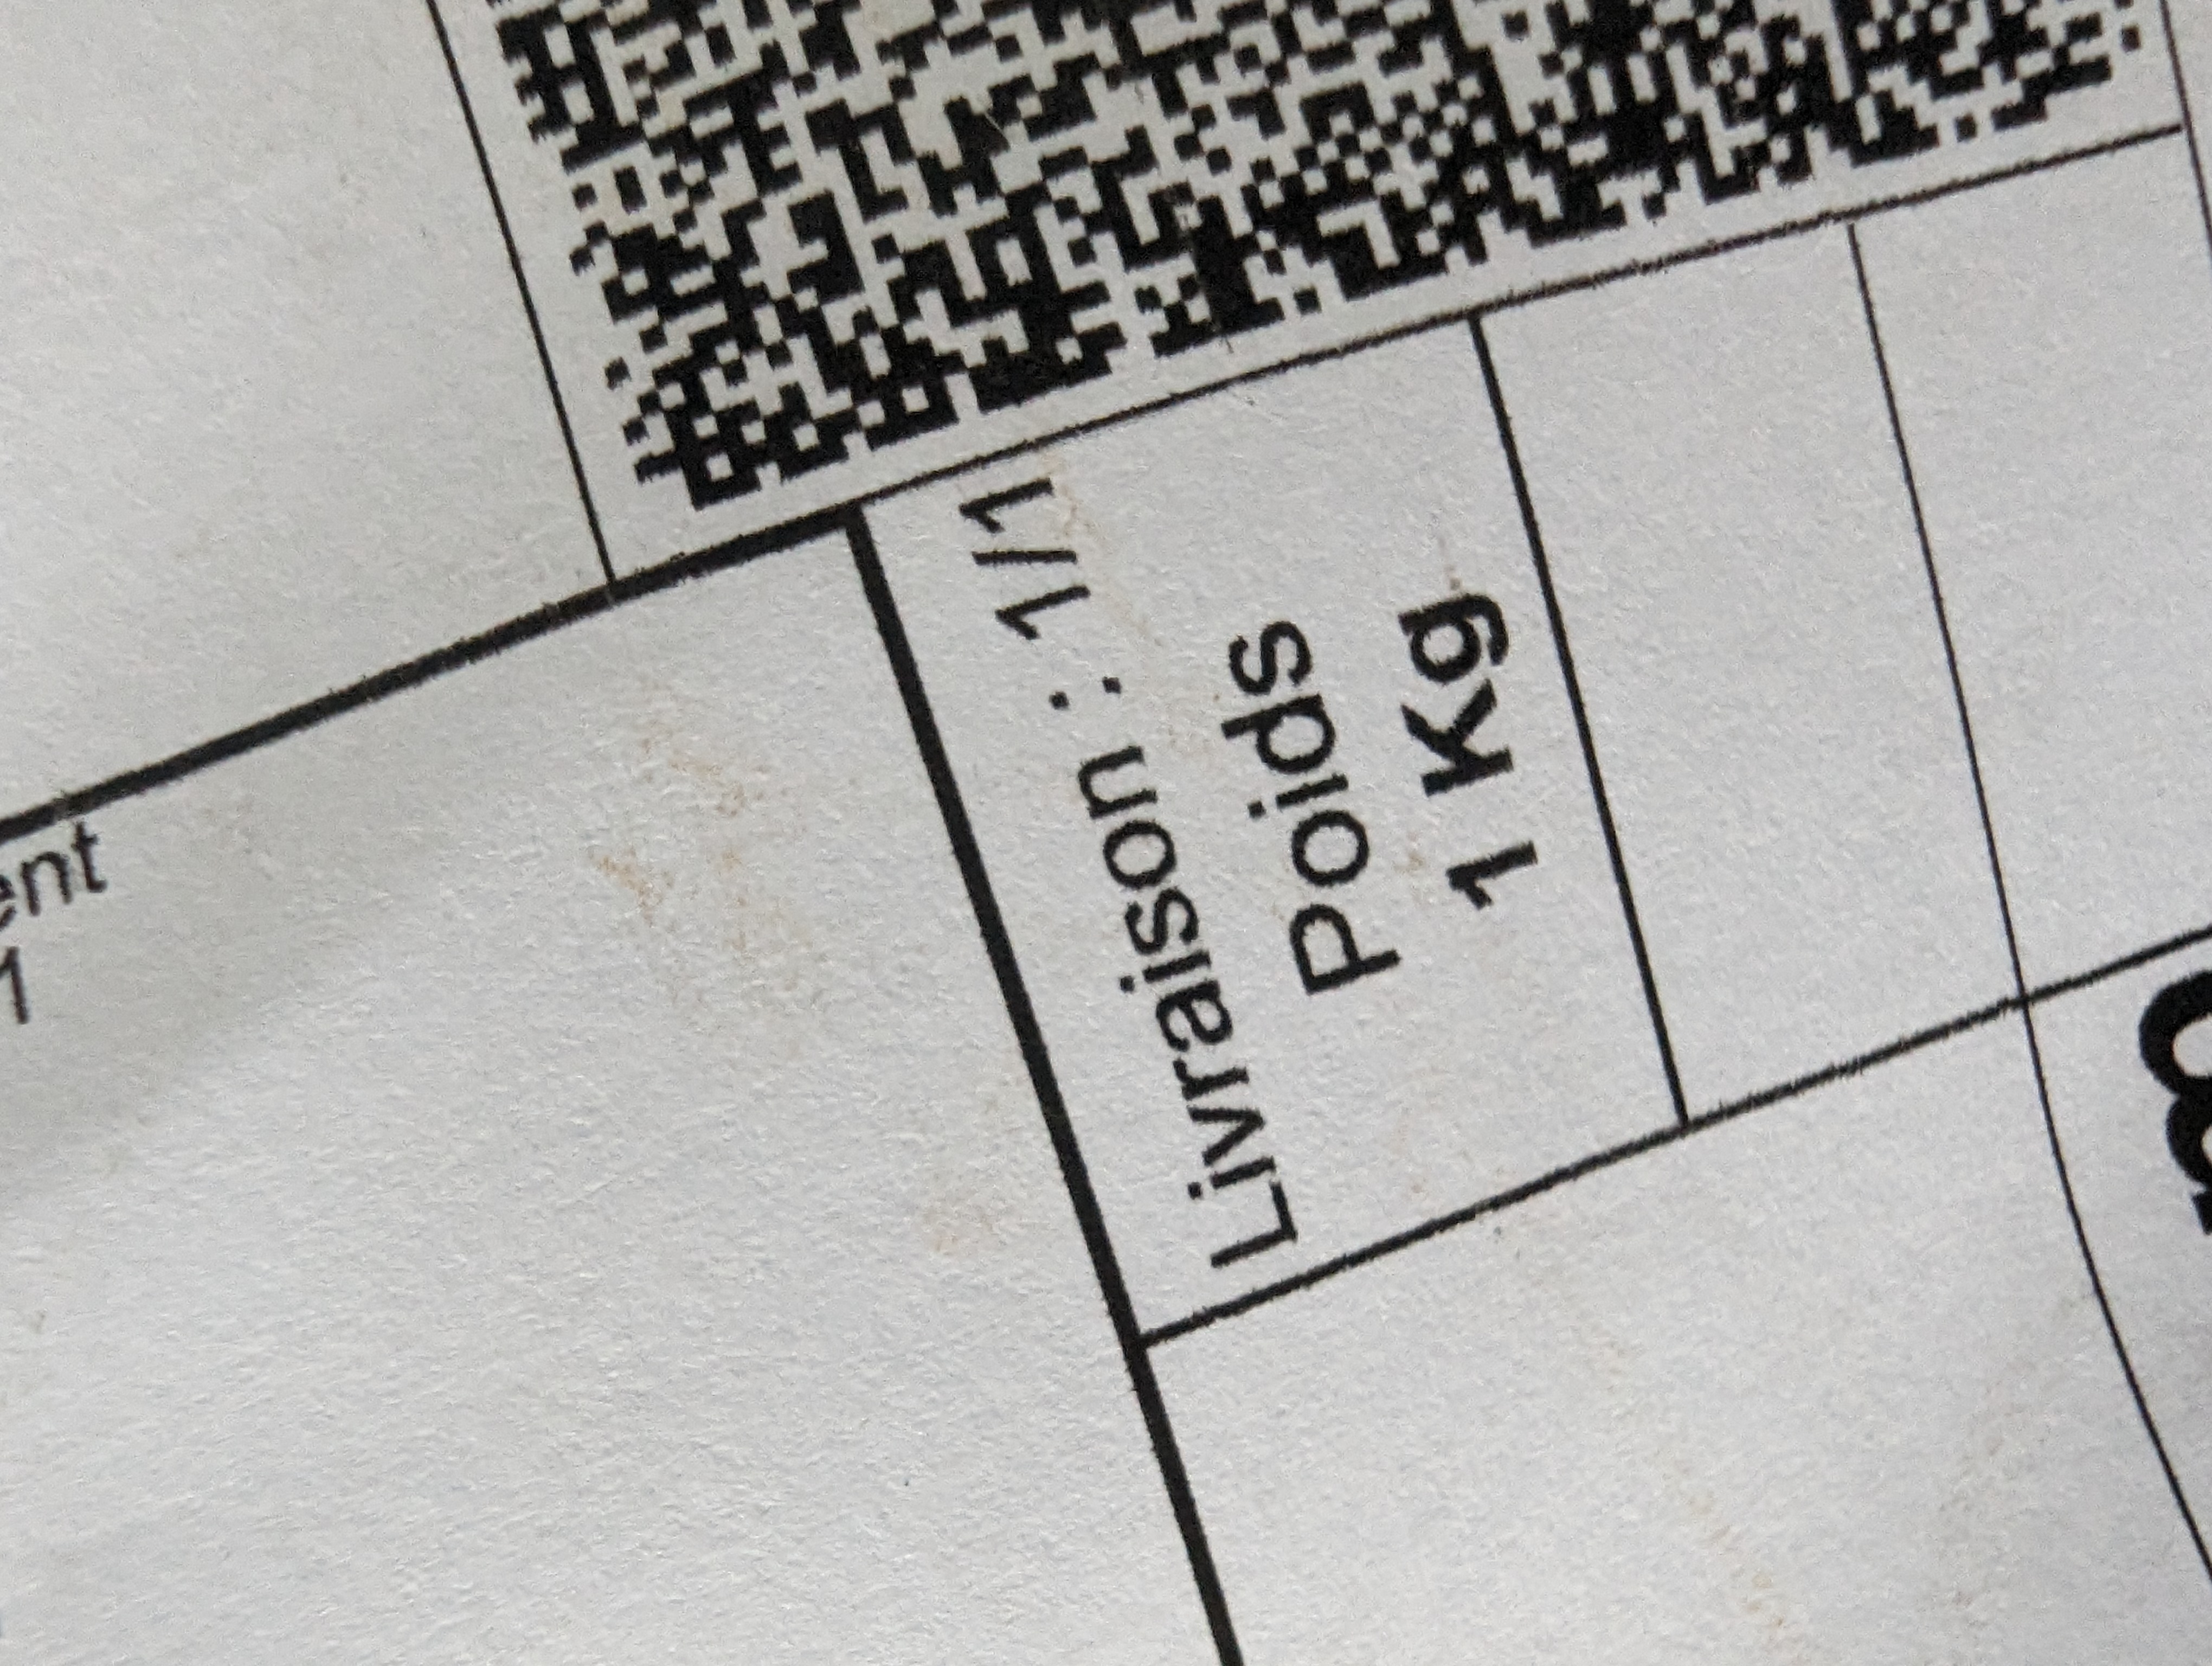 Livraison : 1/1
Poids
1 Kg